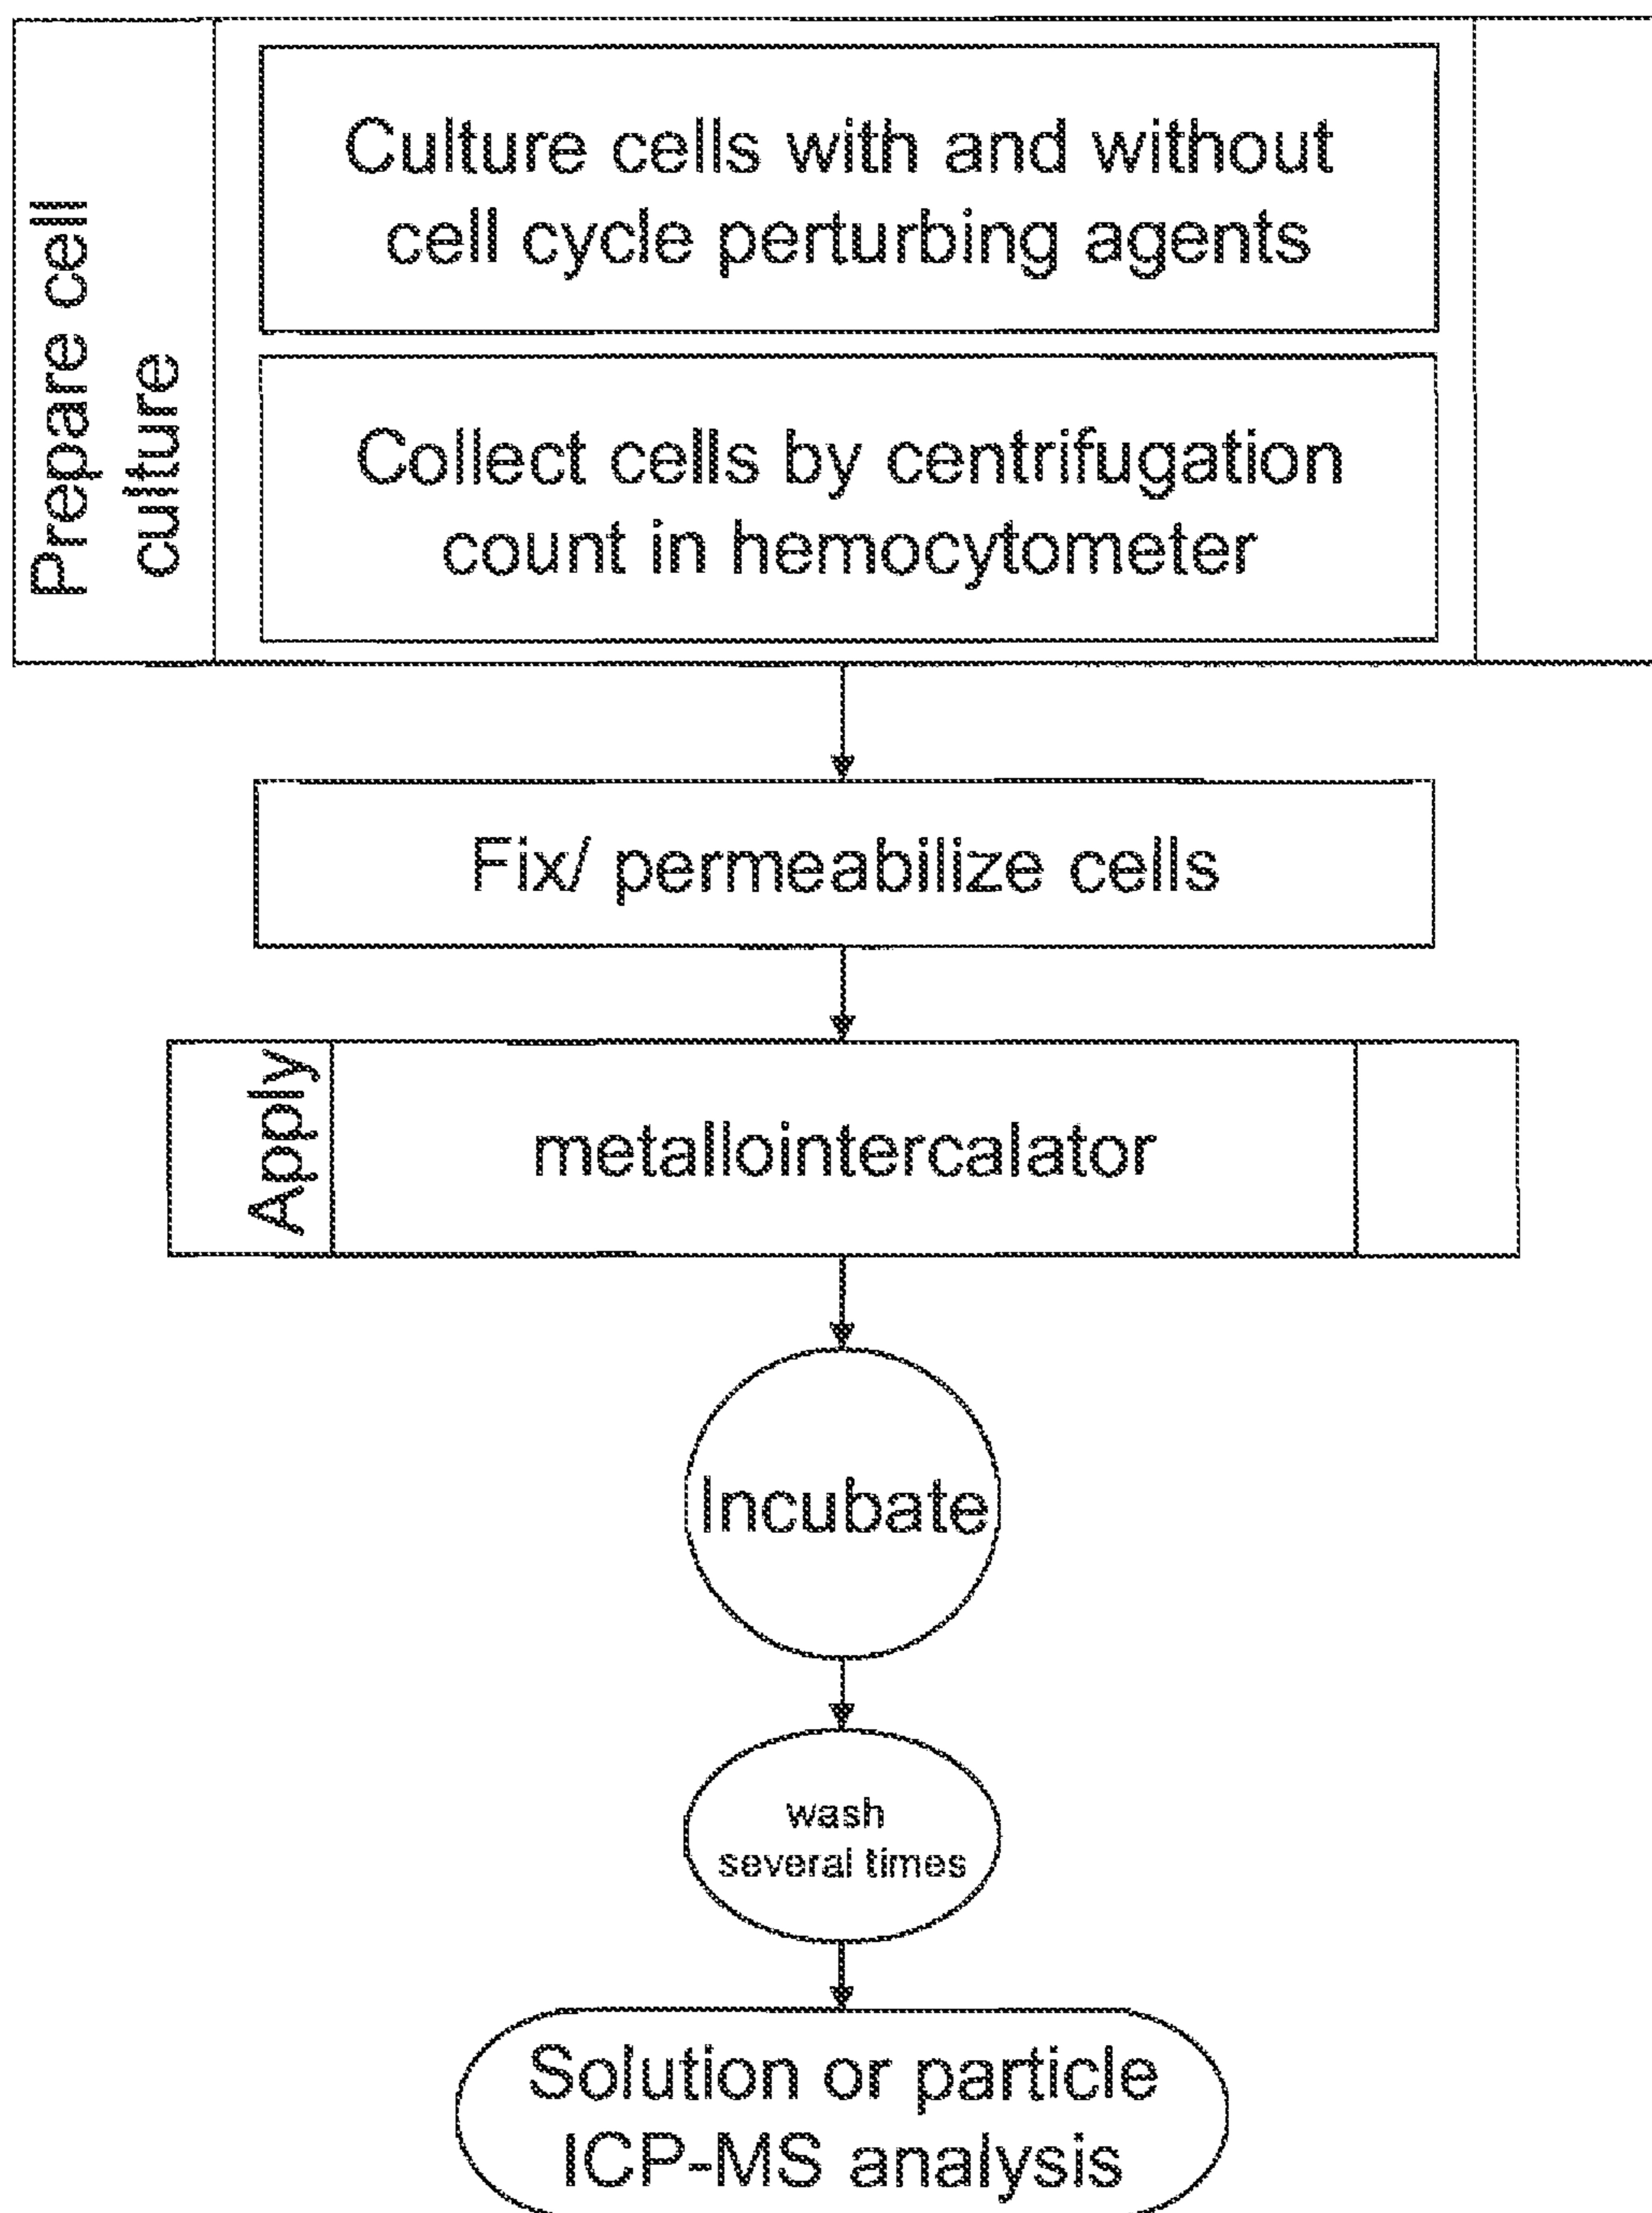 Prepare cell
culture
Culture cells with and without
cell cycle perturbing agents
Collect cells by centrifugation
count in hemocytometer
Fix/ permeabilize cells
Apply
metallointercalator
Incubate
wash
several times
Solution or particle
ICP-MS analysis